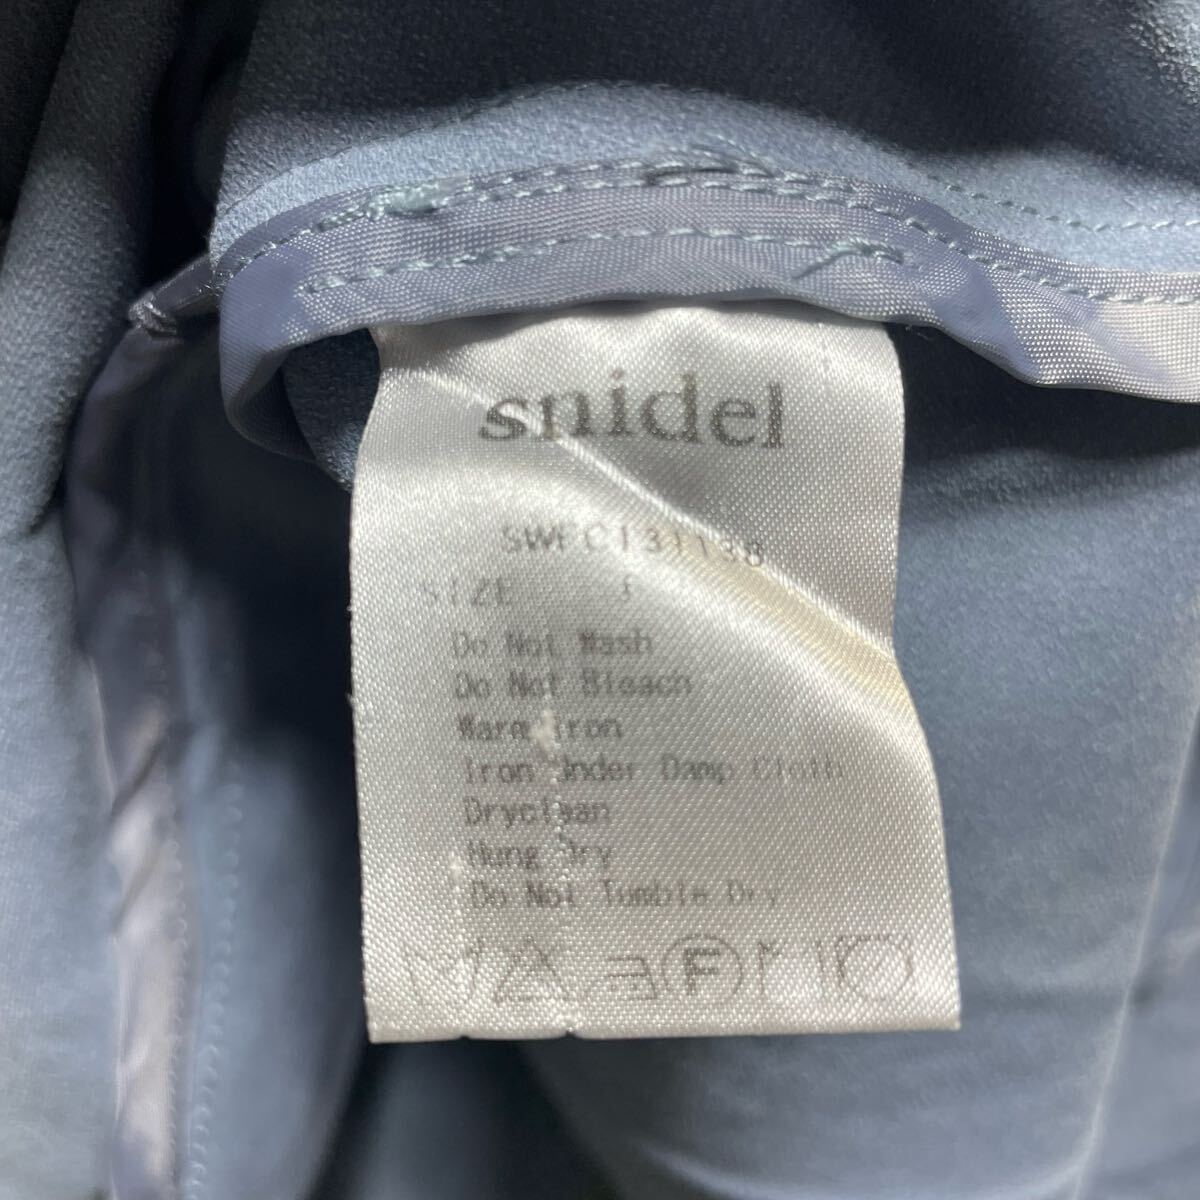 snidel
SWFC131138
SIZE F
Do Not Wash
Do Not Bleach
Warm Iron
Iron Under Damp Cloth
Dryclean
Hung Dry
Do Not Tumble Dry
F